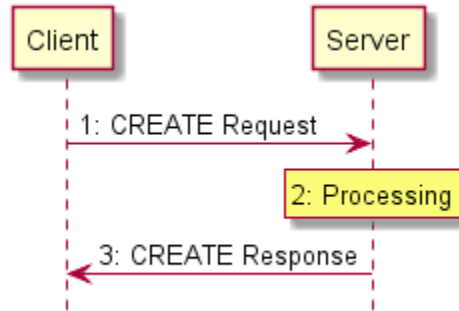 Client
Server
1: CREATE Request
2: Processing
3: CREATE Response